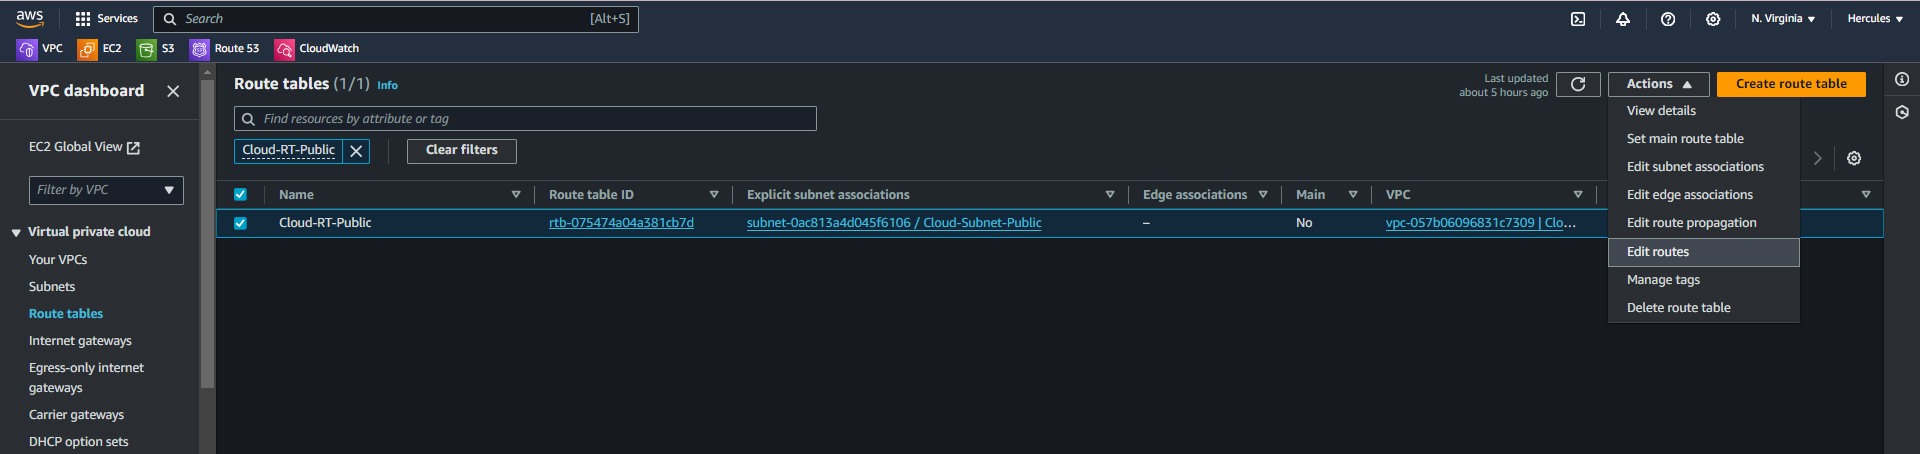 aws Services Search [Alt+S] N. Virginia Hercules
VPC EC2 S3 Route 53 CloudWatch
VPC dashboard
EC2 Global View
Filter by VPC
Virtual private cloud
Your VPCs
Subnets
Route tables
Internet gateways
Egress-only internet
gateways
Carrier gateways
DHCP option sets
Route tables (1/1) Info
Last updated
about 5 hours ago
Actions
Create route table
Find resources by attribute or tag
Cloud-RT-Public
Clear filters
Name Route table ID Explicit subnet associations Edge associations Main VPC
Cloud-RT-Public rtb-075474a04a381cb7d subnet-0ac813a4d045f6106 / Cloud-Subnet-Public – No vpc-057b06096831c7309 | Clo...
View details
Set main route table
Edit subnet associations
Edit edge associations
Edit route propagation
Edit routes
Manage tags
Delete route table